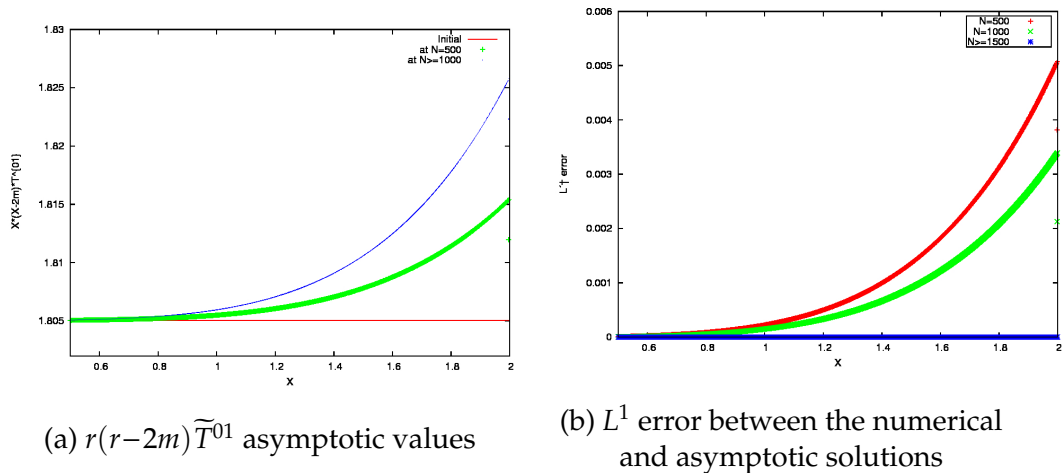 1.83
1.825
1.82
1.815
1.81
1.805
X*(X-2m)*T^{01}
Initial
at N=500
at N>=1000
0.6 0.8 1 1.2 1.4 1.6 1.8 2
X
(a) r(r−2m)T̃⁰¹ asymptotic values
0.006
0.005
0.004
0.003
0.002
0.001
0
error
N=500
N=1000
N>=1500
0.6 0.8 1 1.2 1.4 1.6 1.8 2
X
(b) L¹ error between the numerical
and asymptotic solutions